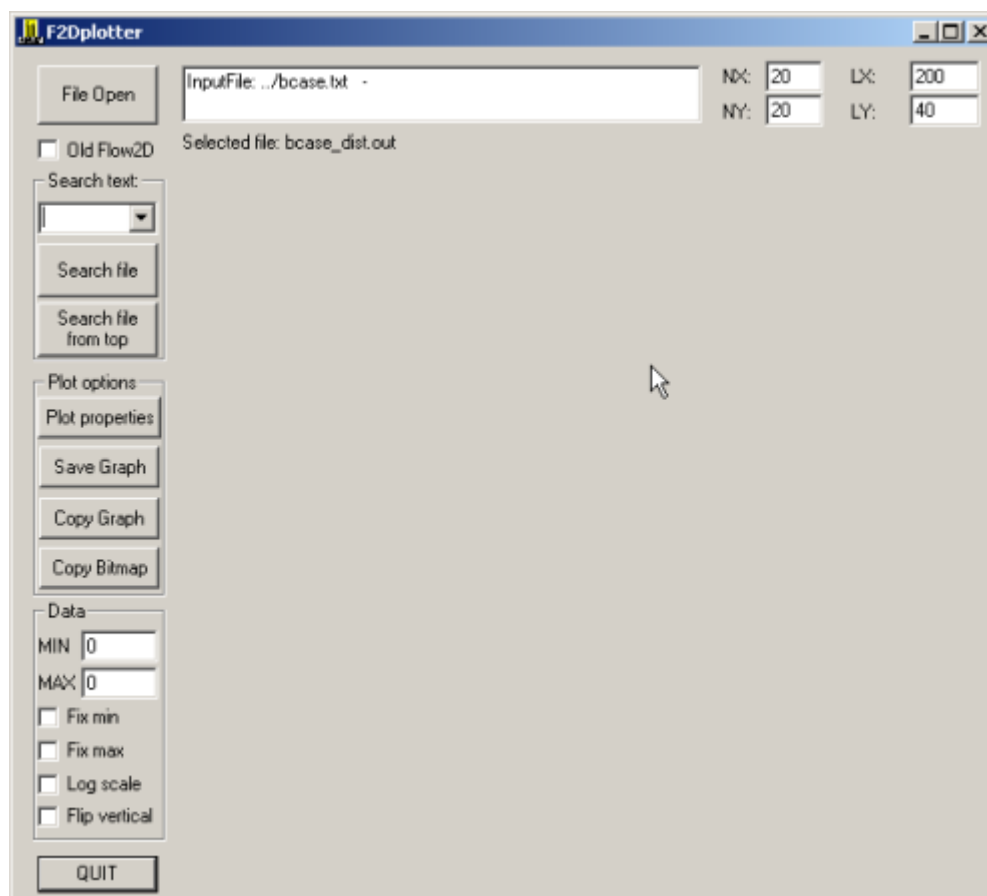 F2Dplotter
File Open
InputFile: .../bcase.txt -
NX: 20 LX: 200
NY: 20 LY: 40
Old Flow2D
Selected file: bcase_dist.out
Search text:
Search file
Search file
from top
Plot options
Plot properties
Save Graph
Copy Graph
Copy Bitmap
Data
MIN 0
MAX 0
Fix min
Fix max
Log scale
Flip vertical
QUIT